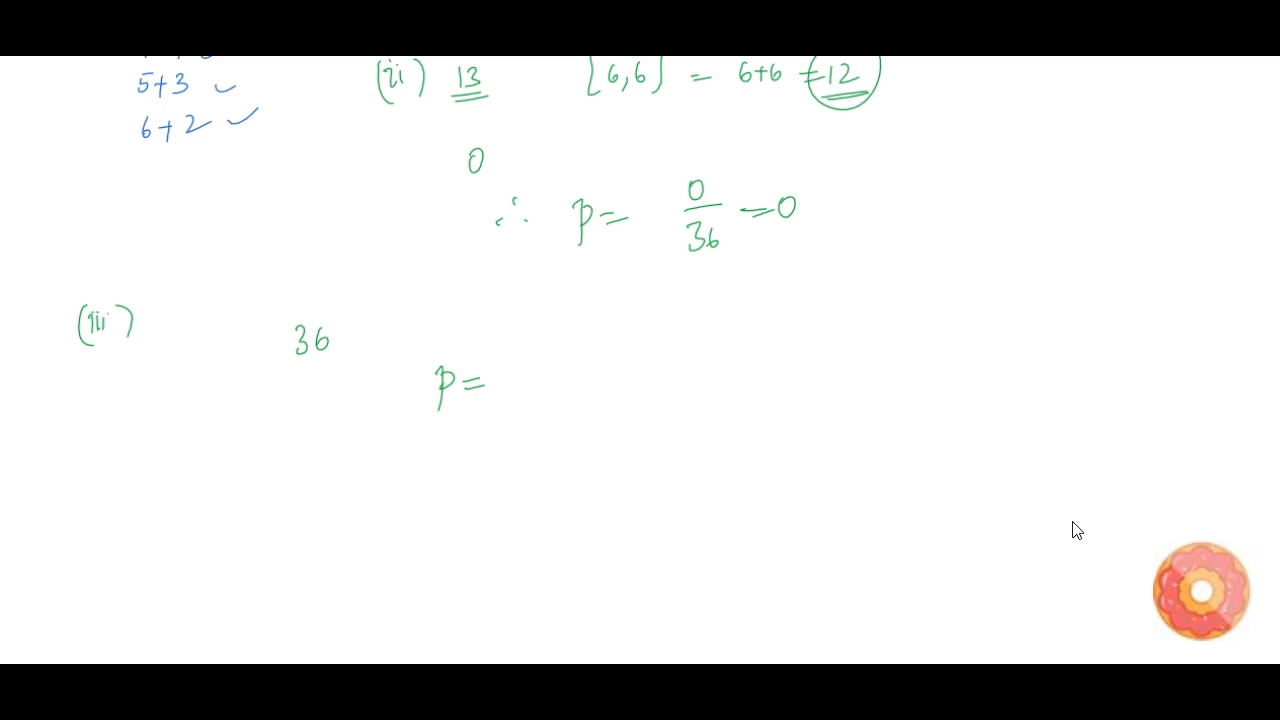 5+3 ✓
6+2 ✓
(ii) 13 [6,6] = 6+6 = 12
0
∴ p = 0/36 = 0
(iii)
36
p =